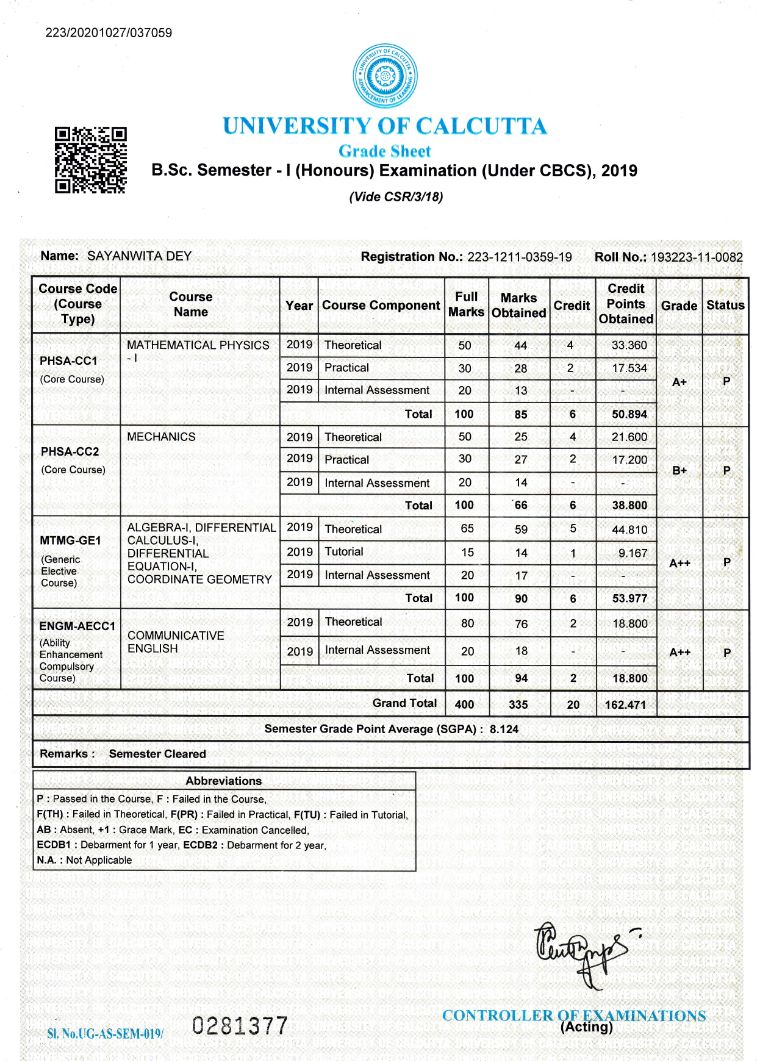 223/20201027/037059
UNIVERSITY OF CALCUTTA
ADVANCEMENT OF LEARNING
UNIVERSITY OF CALCUTTA
Grade Sheet
B.Sc. Semester - I (Honours) Examination (Under CBCS), 2019
(Vide CSR/3/18)
Name: SAYANWITA DEY Registration No.: 223-1211-0359-19 Roll No.: 193223-11-0082
Course Code (Course Type) Course Name Year Course Component Full Marks Marks Obtained Credit Credit Points Obtained Grade Status
PHSA-CC1 (Core Course) MATHEMATICAL PHYSICS - I 2019 Theoretical 50 44 4 33.360 A+ P
2019 Practical 30 28 2 17.534
2019 Internal Assessment 20 13 - -
Total 100 85 6 50.894
PHSA-CC2 (Core Course) MECHANICS 2019 Theoretical 50 25 4 21.600 B+ P
2019 Practical 30 27 2 17.200
2019 Internal Assessment 20 14 - -
Total 100 66 6 38.800
MTMG-GE1 (Generic Elective Course) ALGEBRA-I, DIFFERENTIAL CALCULUS-I, DIFFERENTIAL EQUATION-I, COORDINATE GEOMETRY 2019 Theoretical 65 59 5 44.810 A++ P
2019 Tutorial 15 14 1 9.167
2019 Internal Assessment 20 17 - -
Total 100 90 6 53.977
ENGM-AECC1 (Ability Enhancement Compulsory Course) COMMUNICATIVE ENGLISH 2019 Theoretical 80 76 2 18.800 A++ P
2019 Internal Assessment 20 18 - -
Total 100 94 2 18.800
Grand Total 400 335 20 162.471
Semester Grade Point Average (SGPA) : 8.124
Remarks : Semester Cleared
Abbreviations
P : Passed in the Course, F : Failed in the Course,
F(TH) : Failed in Theoretical, F(PR) : Failed in Practical, F(TU) : Failed in Tutorial,
AB : Absent, +1 : Grace Mark, EC : Examination Cancelled,
ECDB1 : Debarment for 1 year, ECDB2 : Debarment for 2 year,
N.A. : Not Applicable
CONTROLLER OF EXAMINATIONS
(Acting)
Sl. No.UG-AS-SEM-019/ 0281377